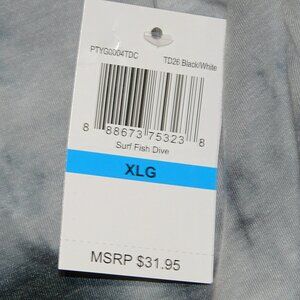 PTYG0004TDC TD26 Black/White
8 88673 75323 8
Surf Fish Dive
XLG
MSRP $31.95